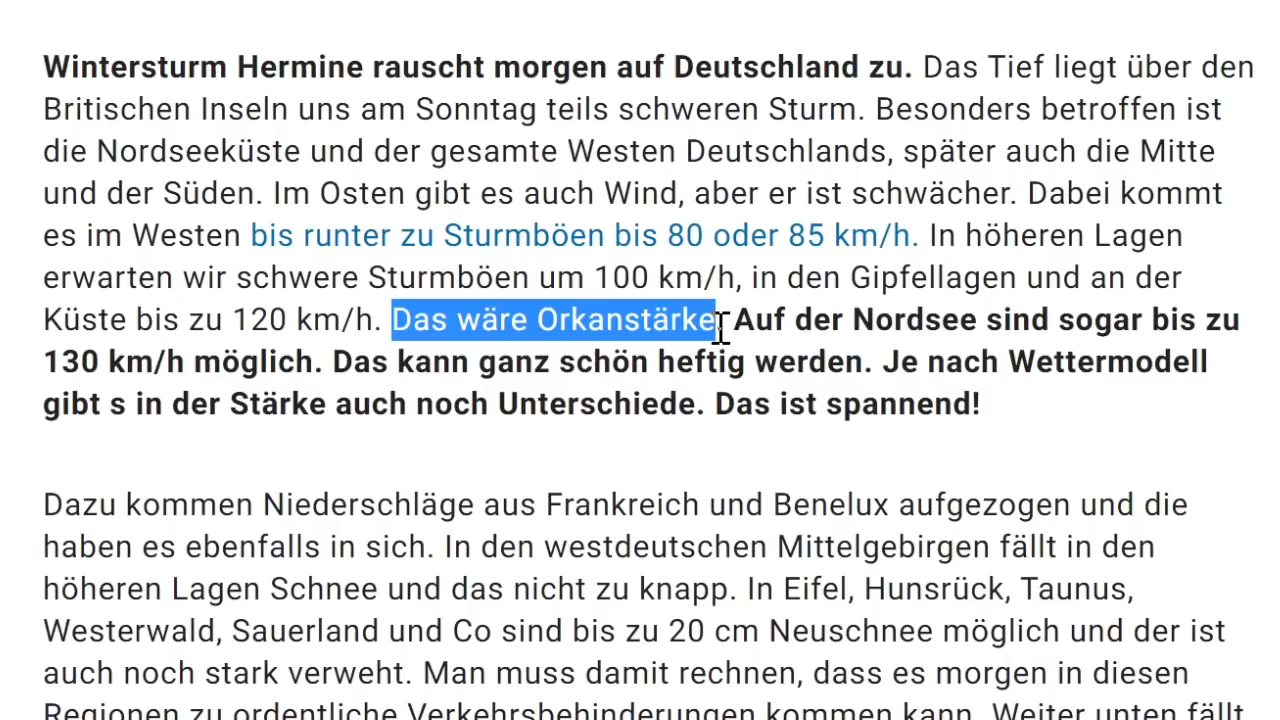 Wintersturm Hermine rauscht morgen auf Deutschland zu. Das Tief liegt über den
Britischen Inseln uns am Sonntag teils schweren Sturm. Besonders betroffen ist
die Nordseeküste und der gesamte Westen Deutschlands, später auch die Mitte
und der Süden. Im Osten gibt es auch Wind, aber er ist schwächer. Dabei kommt
es im Westen bis runter zu Sturmböen bis 80 oder 85 km/h. In höheren Lagen
erwarten wir schwere Sturmböen um 100 km/h, in den Gipfellagen und an der
Küste bis zu 120 km/h. Das wäre Orkanstärke. Auf der Nordsee sind sogar bis zu
130 km/h möglich. Das kann ganz schön heftig werden. Je nach Wettermodell
gibt s in der Stärke auch noch Unterschiede. Das ist spannend!
Dazu kommen Niederschläge aus Frankreich und Benelux aufgezogen und die
haben es ebenfalls in sich. In den westdeutschen Mittelgebirgen fällt in den
höheren Lagen Schnee und das nicht zu knapp. In Eifel, Hunsrück, Taunus,
Westerwald, Sauerland und Co sind bis zu 20 cm Neuschnee möglich und der ist
auch noch stark verweht. Man muss damit rechnen, dass es morgen in diesen
Regionen zu ordentliche Verkehrsbehinderungen kommen kann. Weiter unten fällt